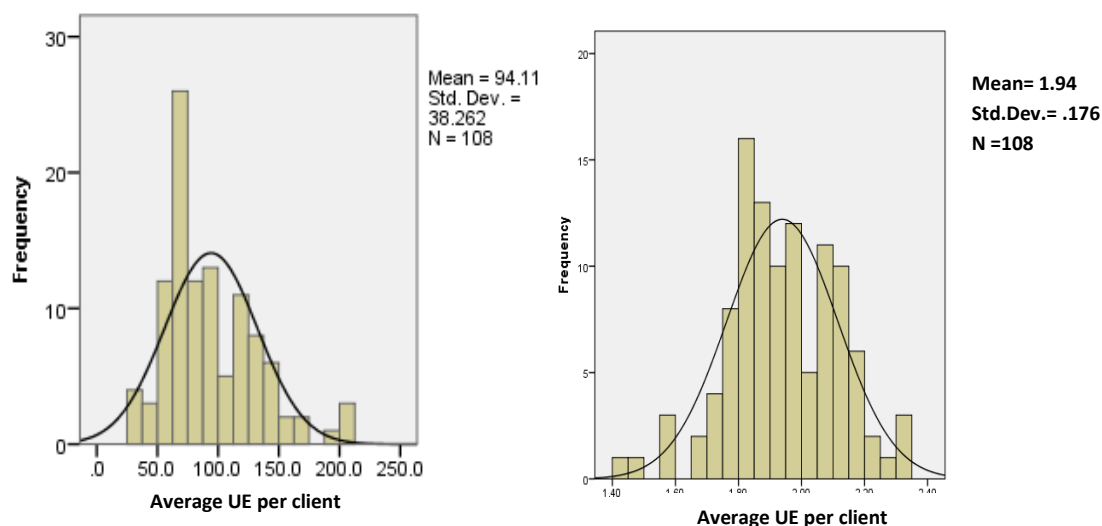 30
20
10
0
Frequency
.0 50.0 100.0 150.0 200.0 250.0
Average UE per client
Mean = 94.11
Std. Dev. =
38.262
N = 108
20
15
10
5
0
Frequency
1.40 1.60 1.80 2.00 2.20 2.40
Average UE per client
Mean= 1.94
Std.Dev.= .176
N =108